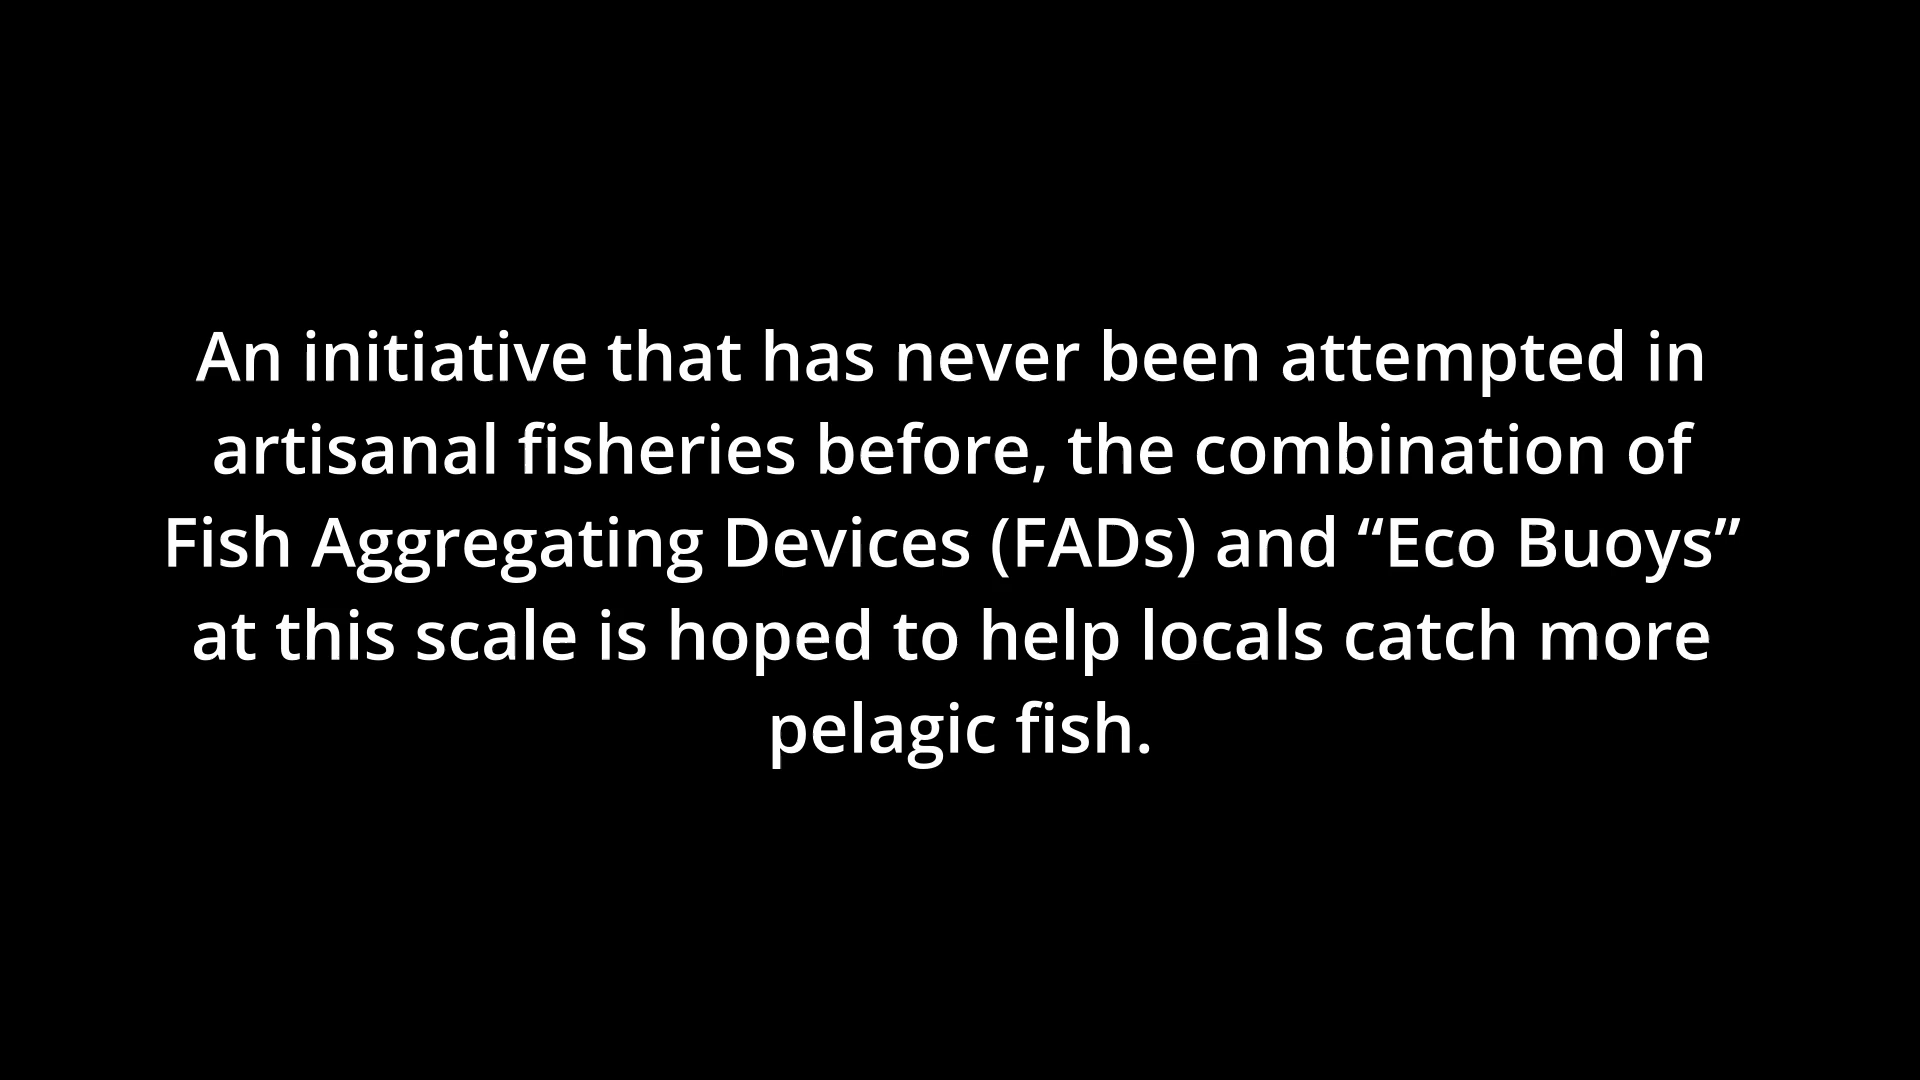 An initiative that has never been attempted in
artisanal fisheries before, the combination of
Fish Aggregating Devices (FADs) and “Eco Buoys”
at this scale is hoped to help locals catch more
pelagic fish.